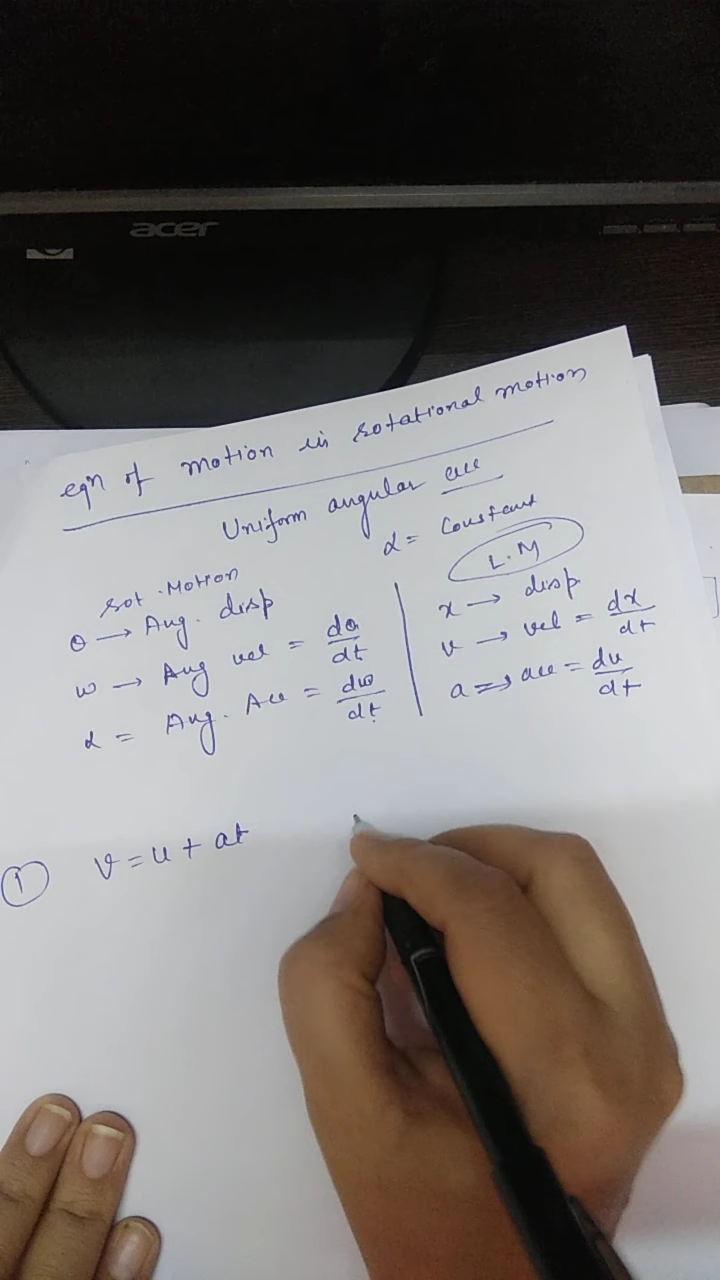 acer
eqn of motion in rotational motion
Uniform angular acc
α = Constant
rot. Motion
θ → Ang. disp
ω → Ang vel = dθ/dt
α = Ang. Acc = dω/dt
L.M
x → disp
v → vel = dx/dt
a => acc = dv/dt
① v = u + at